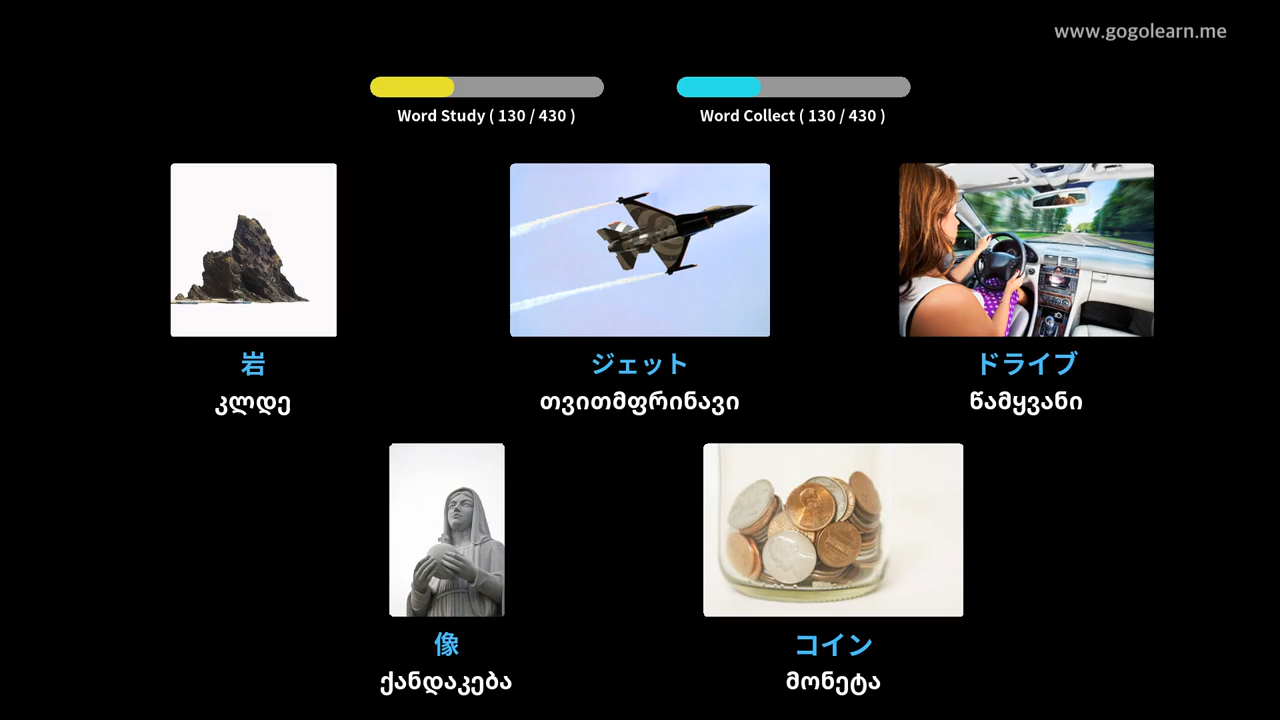 www.gogolearn.me
Word Study ( 130 / 430 )
Word Collect ( 130 / 430 )
岩
კლდე
ジェット
თვითმფრინავი
ドライブ
წამყვანი
像
ქანდაკება
コイン
მონეტა